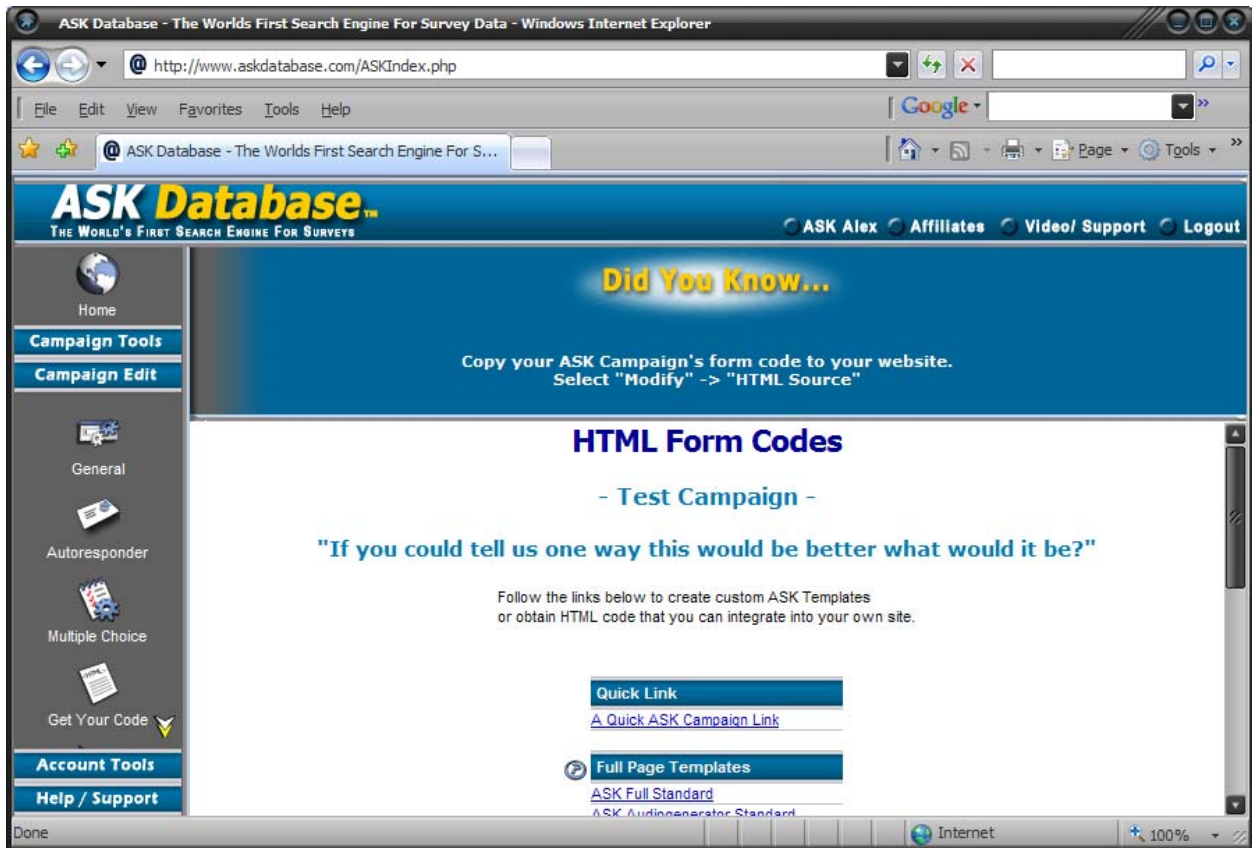 ASK Database - The Worlds First Search Engine For Survey Data - Windows Internet Explorer
http://www.askdatabase.com/ASKIndex.php
File Edit View Favorites Tools Help
Google
ASK Database - The Worlds First Search Engine For S...
Page Tools
ASK Database™
THE WORLD'S FIRST SEARCH ENGINE FOR SURVEYS
ASK Alex Affiliates Video/ Support Logout
Home
Campaign Tools
Campaign Edit
General
Autoresponder
Multiple Choice
Get Your Code
Account Tools
Help / Support
Did You Know...
Copy your ASK Campaign's form code to your website.
Select "Modify" -> "HTML Source"
HTML Form Codes
- Test Campaign -
"If you could tell us one way this would be better what would it be?"
Follow the links below to create custom ASK Templates
or obtain HTML code that you can integrate into your own site.
Quick Link
A Quick ASK Campaign Link
Full Page Templates
ASK Full Standard
ASK Audiogenerator Standard
Done
Internet
100%